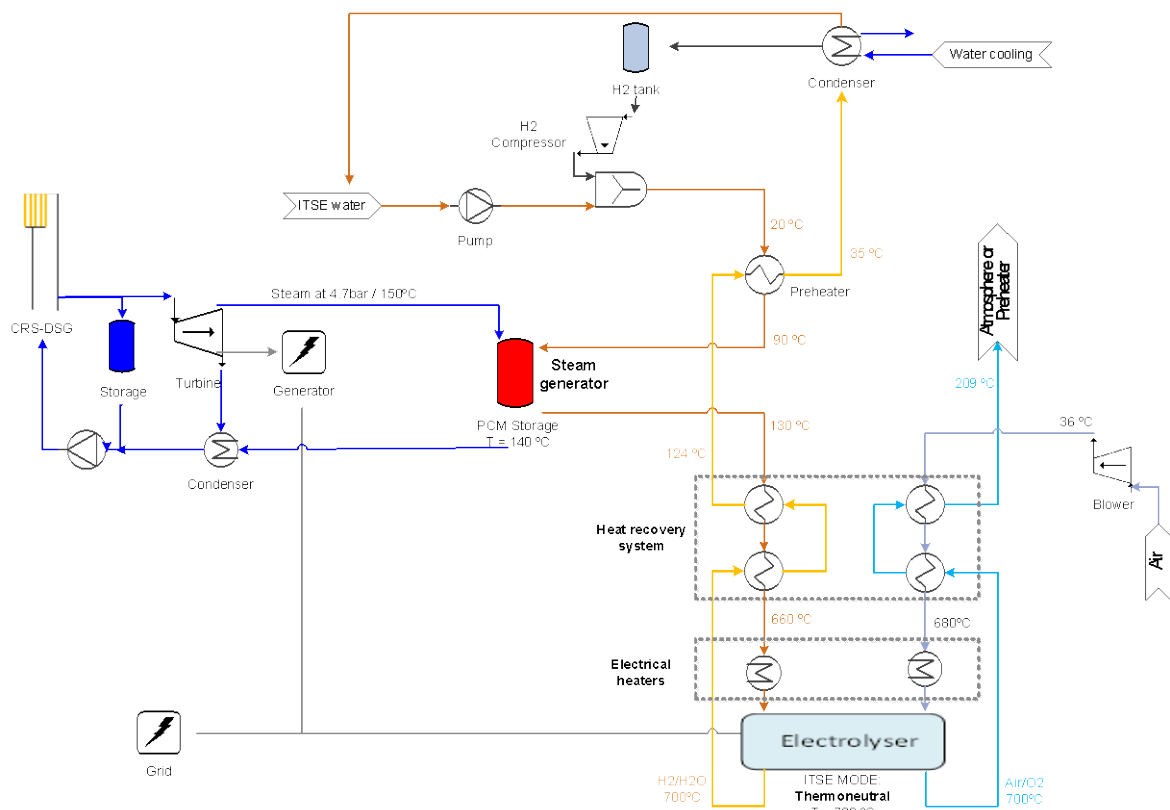 Water cooling
Condenser
H2 tank
H2
Compressor
ITSE water
Pump
20 ºC
35 ºC
Preheater
Atmosphere or
Preheater
Steam at 4.7bar / 150ºC
CRS-DSG
Storage
Turbine
Generator
Steam
generator
90 ºC
209 ºC
PCM Storage
T = 140 ºC
130 ºC
124 ºC
36 ºC
Condenser
Blower
Air
Heat recovery
system
660 ºC
680ºC
Electrical
heaters
Electrolyser
Grid
H2/H2O
700ºC
ITSE MODE:
Thermoneutral
Air/O2
700 ºC